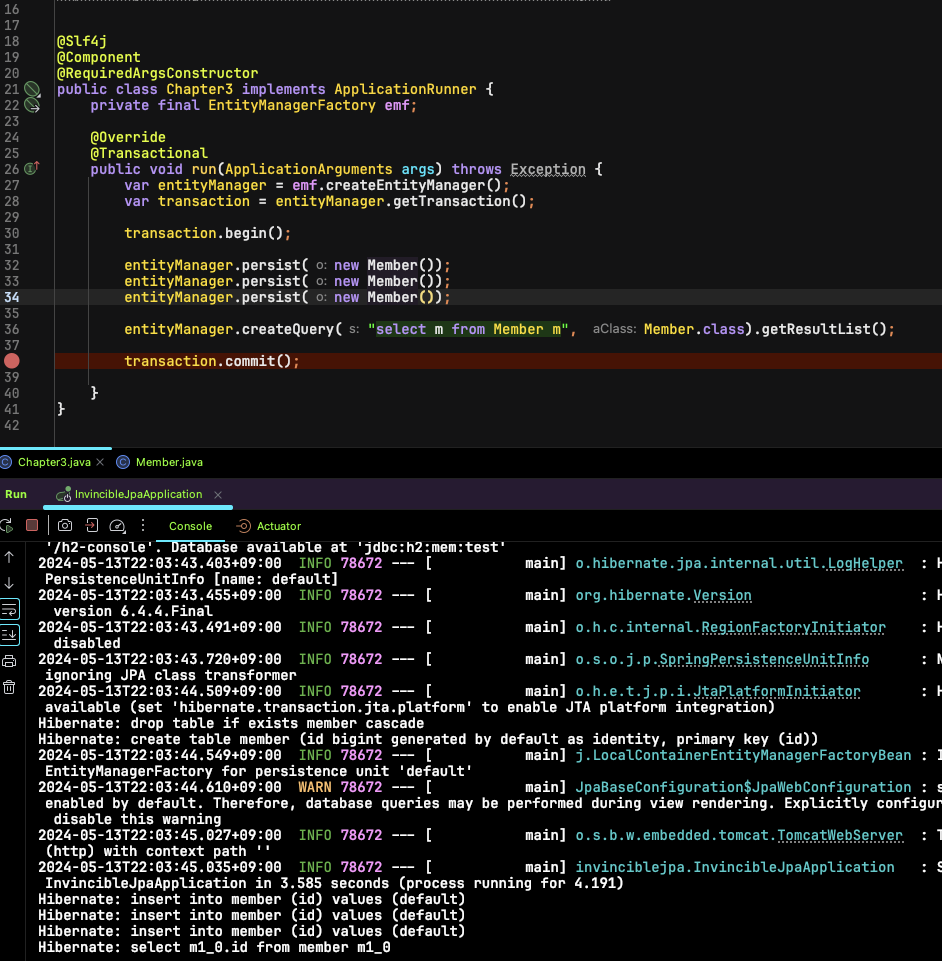 16
17
18 @Slf4j
19 @Component
20 @RequiredArgsConstructor
21 public class Chapter3 implements ApplicationRunner {
22 private final EntityManagerFactory emf;
23
24 @Override
25 @Transactional
26 public void run(ApplicationArguments args) throws Exception {
27 var entityManager = emf.createEntityManager();
28 var transaction = entityManager.getTransaction();
29
30 transaction.begin();
31
32 entityManager.persist( o: new Member());
33 entityManager.persist( o: new Member());
34 entityManager.persist( o: new Member());
35
36 entityManager.createQuery( s: "select m from Member m", aClass: Member.class).getResultList();
37
transaction.commit();
39
40 }
41 }
42
Chapter3.java Member.java
Run InvincibleJpaApplication
Console Actuator
'/h2-console'. Database available at 'jdbc:h2:mem:test'
2024-05-13T22:03:43.403+09:00 INFO 78672 --- [ main] o.hibernate.jpa.internal.util.LogHelper : H
PersistenceUnitInfo [name: default]
2024-05-13T22:03:43.455+09:00 INFO 78672 --- [ main] org.hibernate.Version : H
version 6.4.4.Final
2024-05-13T22:03:43.491+09:00 INFO 78672 --- [ main] o.h.c.internal.RegionFactoryInitiator : H
disabled
2024-05-13T22:03:43.720+09:00 INFO 78672 --- [ main] o.s.o.j.p.SpringPersistenceUnitInfo : N
ignoring JPA class transformer
2024-05-13T22:03:44.509+09:00 INFO 78672 --- [ main] o.h.e.t.j.p.i.JtaPlatformInitiator : H
available (set 'hibernate.transaction.jta.platform' to enable JTA platform integration)
Hibernate: drop table if exists member cascade
Hibernate: create table member (id bigint generated by default as identity, primary key (id))
2024-05-13T22:03:44.549+09:00 INFO 78672 --- [ main] j.LocalContainerEntityManagerFactoryBean : I
EntityManagerFactory for persistence unit 'default'
2024-05-13T22:03:44.610+09:00 WARN 78672 --- [ main] JpaBaseConfiguration$JpaWebConfiguration : s
enabled by default. Therefore, database queries may be performed during view rendering. Explicitly configur
disable this warning
2024-05-13T22:03:45.027+09:00 INFO 78672 --- [ main] o.s.b.w.embedded.tomcat.TomcatWebServer : T
(http) with context path ''
2024-05-13T22:03:45.035+09:00 INFO 78672 --- [ main] invinciblejpa.InvincibleJpaApplication : S
InvincibleJpaApplication in 3.585 seconds (process running for 4.191)
Hibernate: insert into member (id) values (default)
Hibernate: insert into member (id) values (default)
Hibernate: insert into member (id) values (default)
Hibernate: select m1_0.id from member m1_0